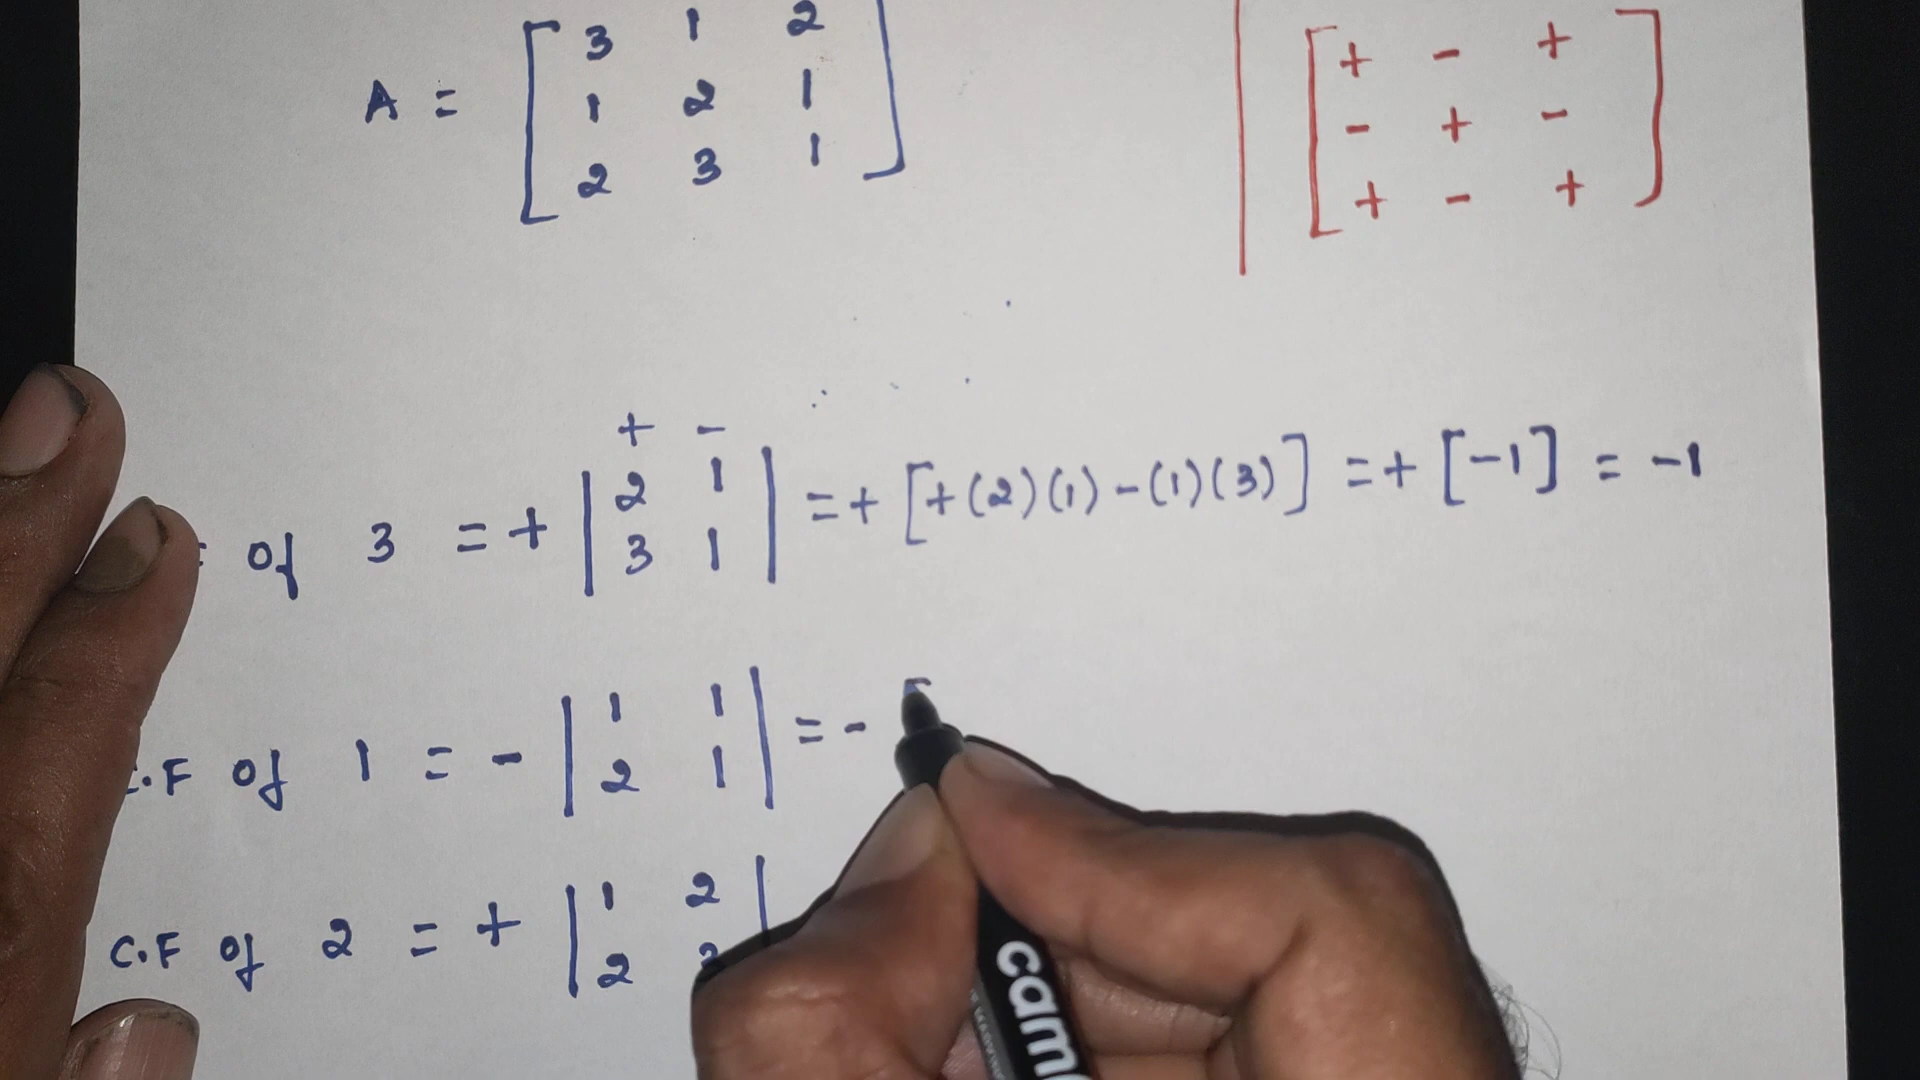 A = [ 3 1 2
1 2 1
2 3 1 ]
[ + - +
- + -
+ - + ]
+ -
of 3 = + | 2 1 | = + [+(2)(1) - (1)(3)] = + [-1] = -1
3 1
C.F of 1 = - | 1 1 | = -
2 1
C.F of 2 = + | 1 2 |
2
cam